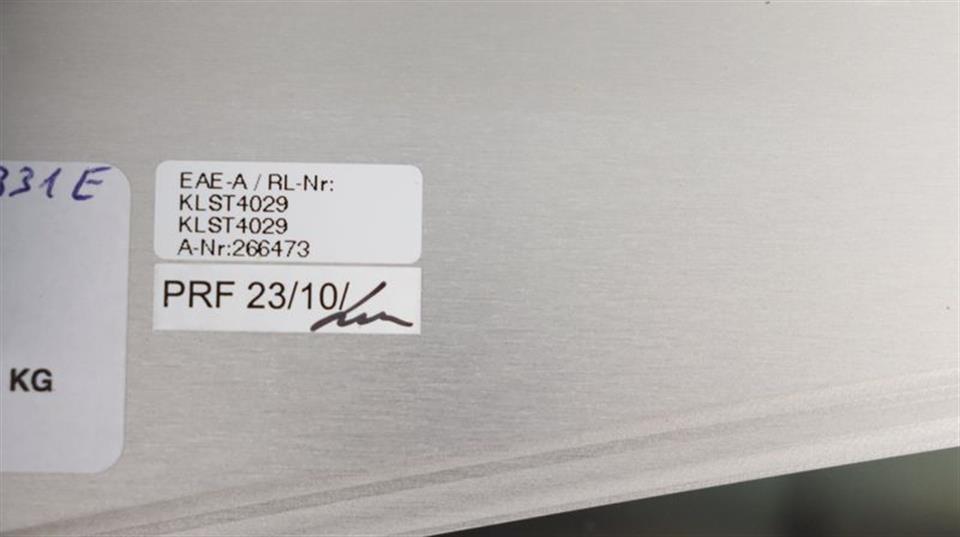 331E
EAE-A / RL-Nr:
KLST4029
KLST4029
A-Nr:266473
PRF 23/10/
KG